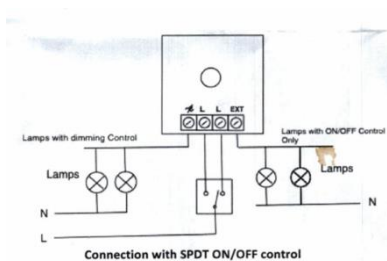 L L EXT
Lamps with dimming Control
Lamps with ON/OFF Control
Only
Lamps
Lamps
N
N
L
Connection with SPDT ON/OFF control